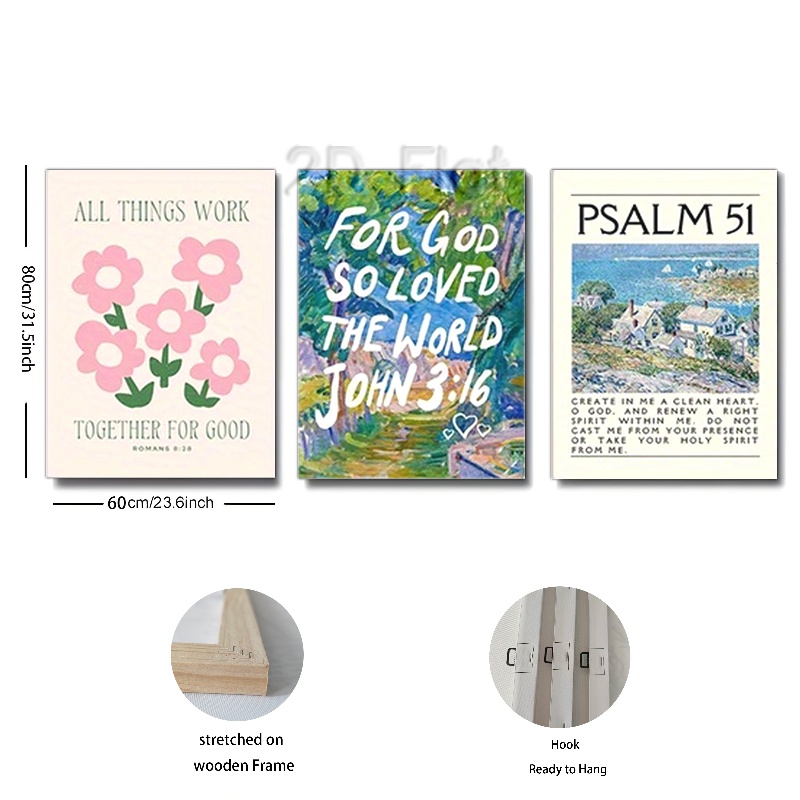 2D Flat
ALL THINGS WORK
TOGETHER FOR GOOD
ROMANS 8:28
FOR GOD
SO LOVED
THE WORLD
JOHN 3:16
PSALM 51
CREATE IN ME A CLEAN HEART,
O GOD, AND RENEW A RIGHT
SPIRIT WITHIN ME. DO NOT
CAST ME FROM YOUR PRESENCE
OR TAKE YOUR HOLY SPIRIT
FROM ME.
80cm/31.5inch
60cm/23.6inch
stretched on
wooden Frame
Hook
Ready to Hang